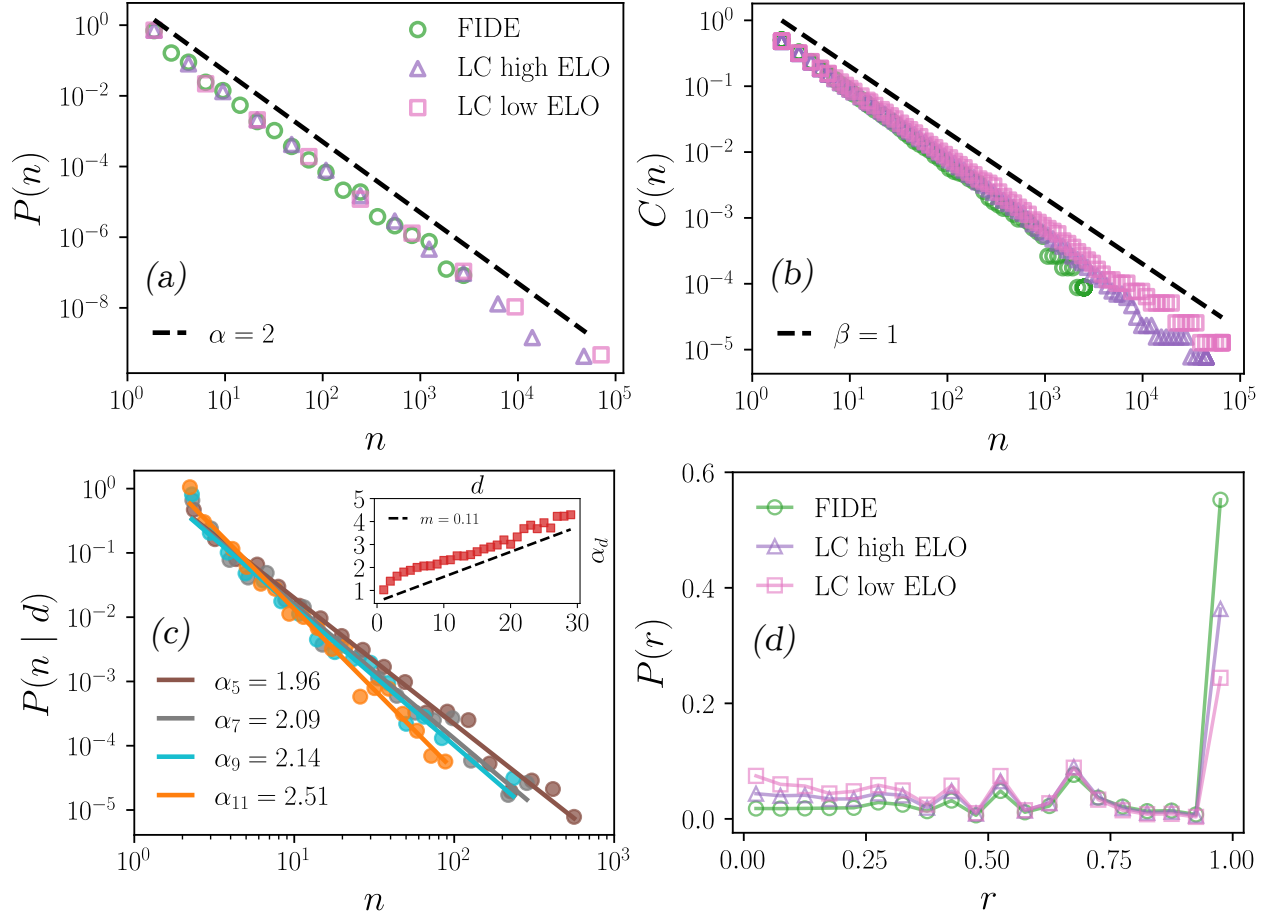 10^0
10^{-2}
10^{-4}
10^{-6}
10^{-8}
P(n)
FIDE
LC high ELO
LC low ELO
(a)
α = 2
10^0 10^1 10^2 10^3 10^4 10^5
n
10^0
10^{-1}
10^{-2}
10^{-3}
10^{-4}
10^{-5}
C(n)
(b)
β = 1
10^0 10^1 10^2 10^3 10^4 10^5
n
10^0
10^{-1}
10^{-2}
10^{-3}
10^{-4}
10^{-5}
P(n | d)
d
5
4
3
2
1
m = 0.11
α_d
0 10 20 30
(c)
α_5 = 1.96
α_7 = 2.09
α_9 = 2.14
α_{11} = 2.51
10^0 10^1 10^2 10^3
n
0.6
0.4
0.2
0.0
P(r)
FIDE
LC high ELO
LC low ELO
(d)
0.00 0.25 0.50 0.75 1.00
r